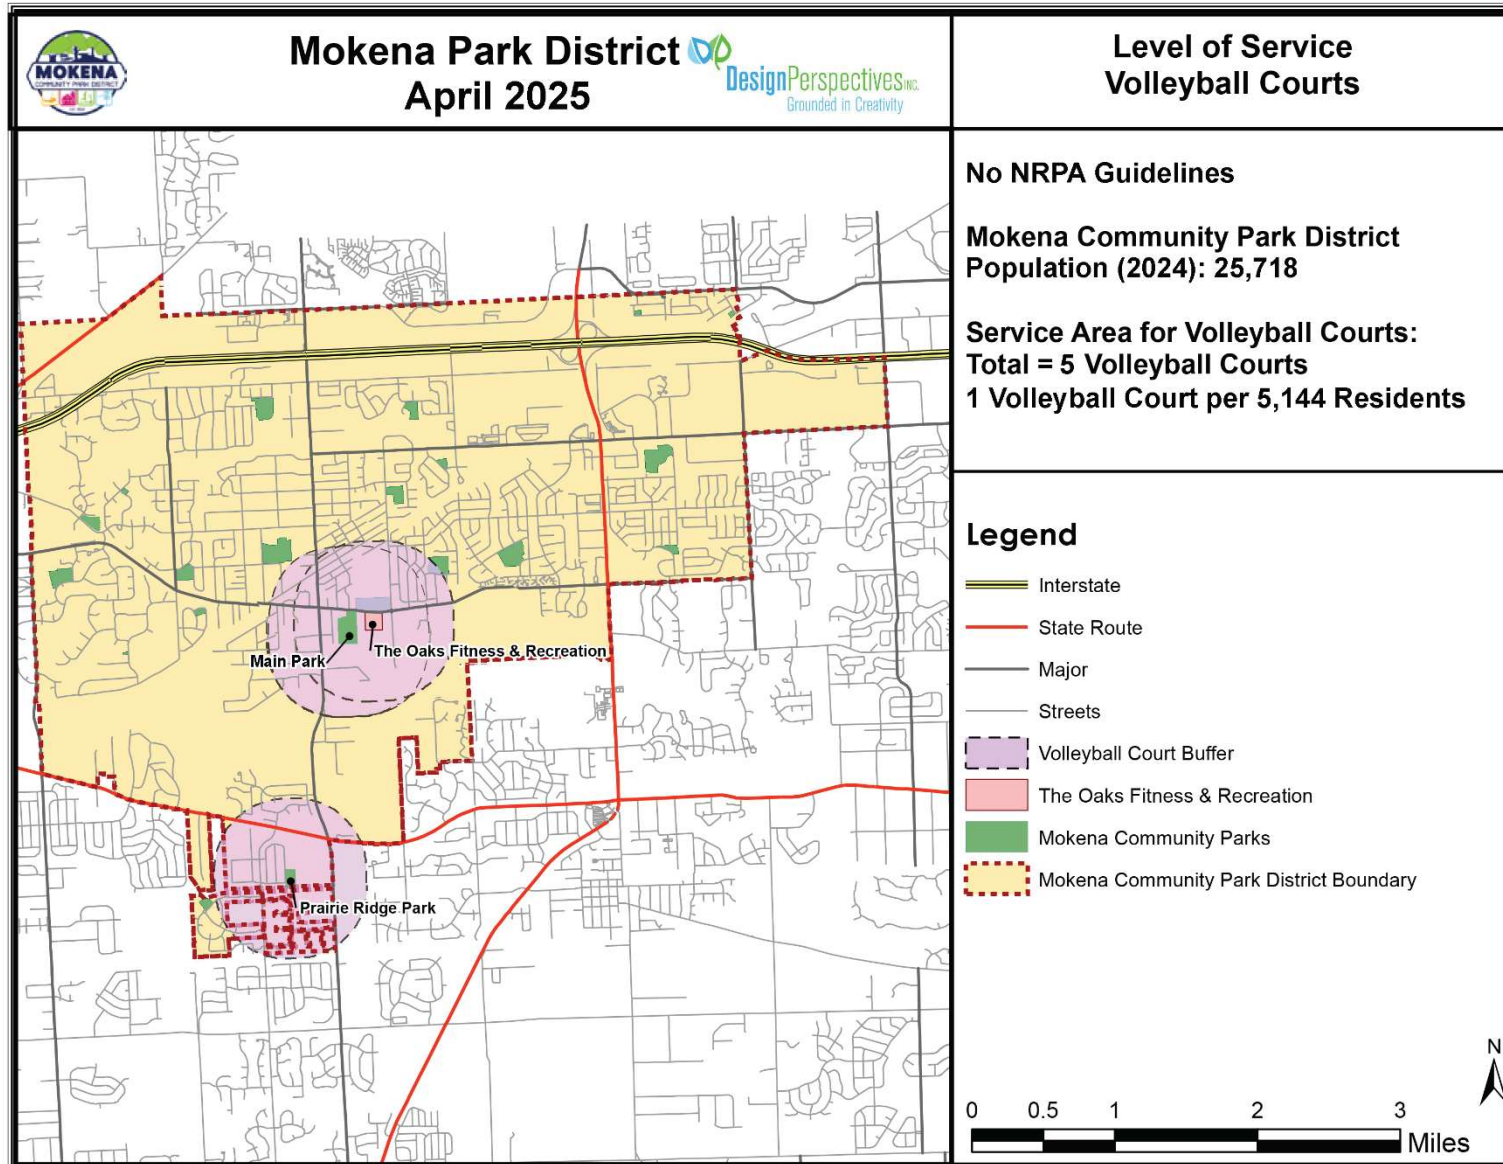 MOKENA
COMMUNITY PARK DISTRICT
Mokena Park District
April 2025
DesignPerspectives INC.
Grounded in Creativity
Level of Service
Volleyball Courts
No NRPA Guidelines
Mokena Community Park District
Population (2024): 25,718
Service Area for Volleyball Courts:
Total = 5 Volleyball Courts
1 Volleyball Court per 5,144 Residents
Main Park
The Oaks Fitness & Recreation
Prairie Ridge Park
Legend
Interstate
State Route
Major
Streets
Volleyball Court Buffer
The Oaks Fitness & Recreation
Mokena Community Parks
Mokena Community Park District Boundary
N
0 0.5 1 2 3
Miles